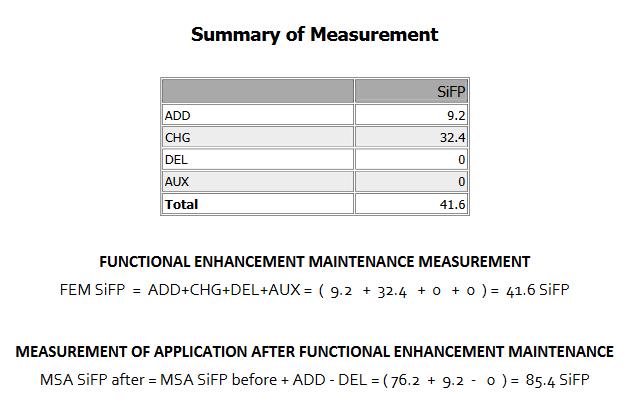 Summary of Measurement
SiFP
ADD 9.2
CHG 32.4
DEL 0
AUX 0
Total 41.6
FUNCTIONAL ENHANCEMENT MAINTENANCE MEASUREMENT
FEM SiFP = ADD+CHG+DEL+AUX = ( 9.2 + 32.4 + 0 + 0 ) = 41.6 SiFP
MEASUREMENT OF APPLICATION AFTER FUNCTIONAL ENHANCEMENT MAINTENANCE
MSA SiFP after = MSA SiFP before + ADD - DEL = ( 76.2 + 9.2 - 0 ) = 85.4 SiFP